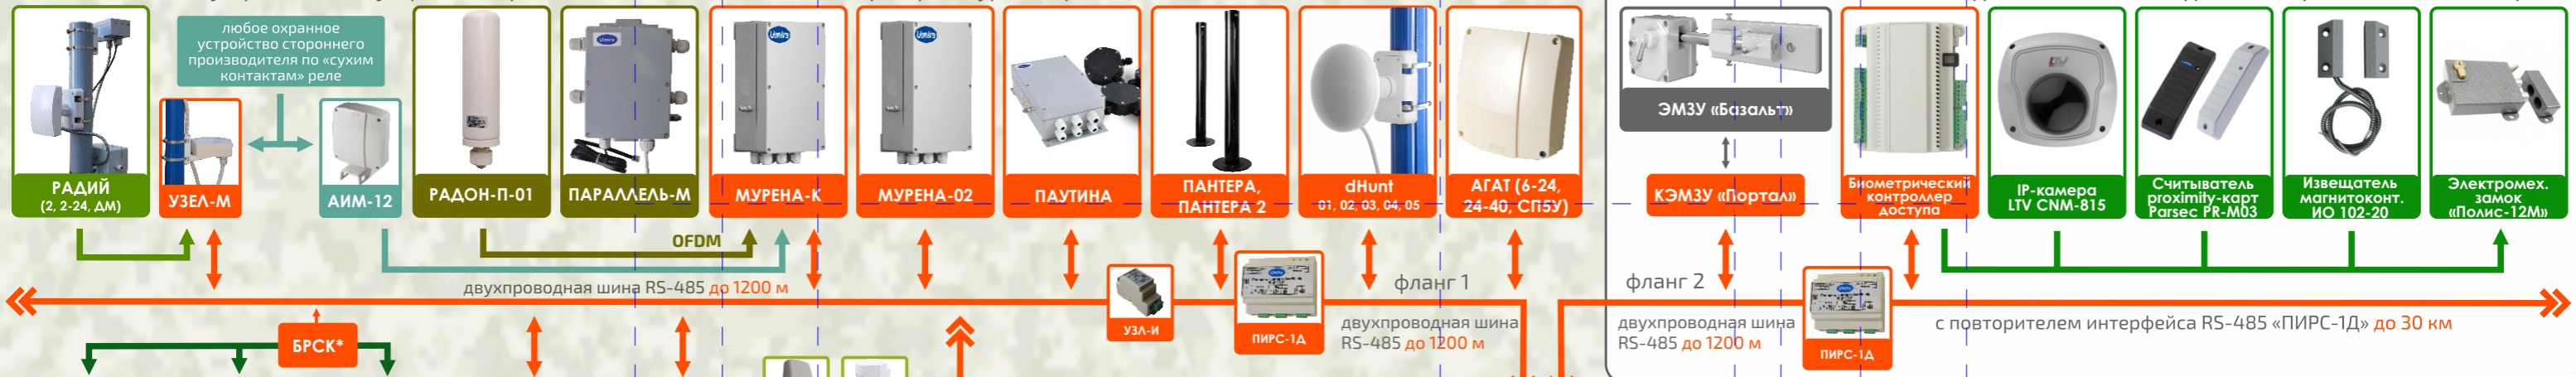 любое охранное
устройство стороннего
производителя по «сухим
контактам» реле
РАДИЙ
(2, 2-24, ДМ)
УЗЕЛ-М
АИМ-12
РАДОН-П-01
ПАРАЛЛЕЛЬ-М
МУРЕНА-К
МУРЕНА-02
ПАУТИНА
ПАНТЕРА,
ПАНТЕРА 2
dHunt
01, 02, 03, 04, 05
АГАТ (6-24,
24-40, СП5У)
ЭМЗУ «Базальт»
КЭМЗУ «Портал»
Биометрический
контроллер
доступа
IP-камера
LTV CNM-815
Считыватель
proximity-карт
Parsec PR-M03
Извещатель
магнитоконт.
ИО 102-20
Электромех.
замок
«Полис-12М»
OFDM
двухпроводная шина RS-485 до 1200 м
УЗЛ-И
ПИРС-1Д
фланг 1
двухпроводная шина
RS-485 до 1200 м
фланг 2
двухпроводная шина
RS-485 до 1200 м
ПИРС-1Д
с повторителем интерфейса RS-485 «ПИРС-1Д» до 30 км
БРСК*